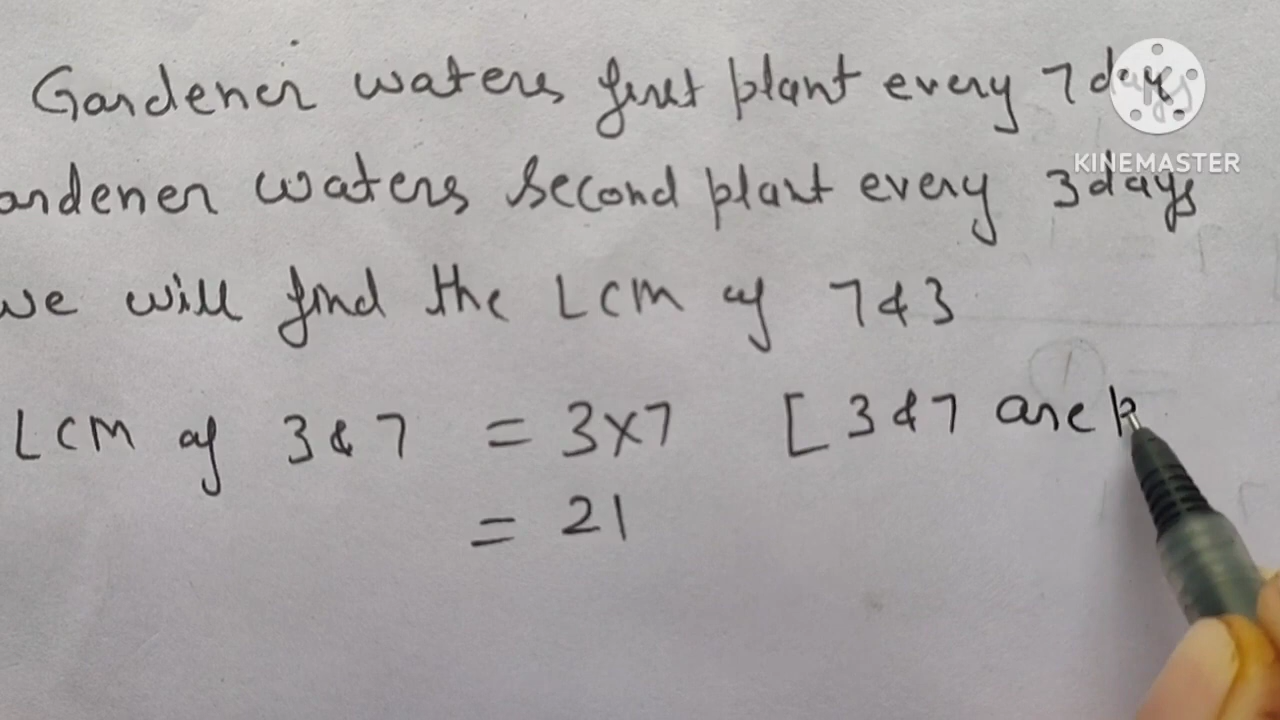 Gardener waters first plant every 7 days
ardener waters second plant every 3 days
we will find the LCM of 7 & 3
LCM of 3 & 7 = 3×7 [3 & 7 are p
= 21
KINEMASTER